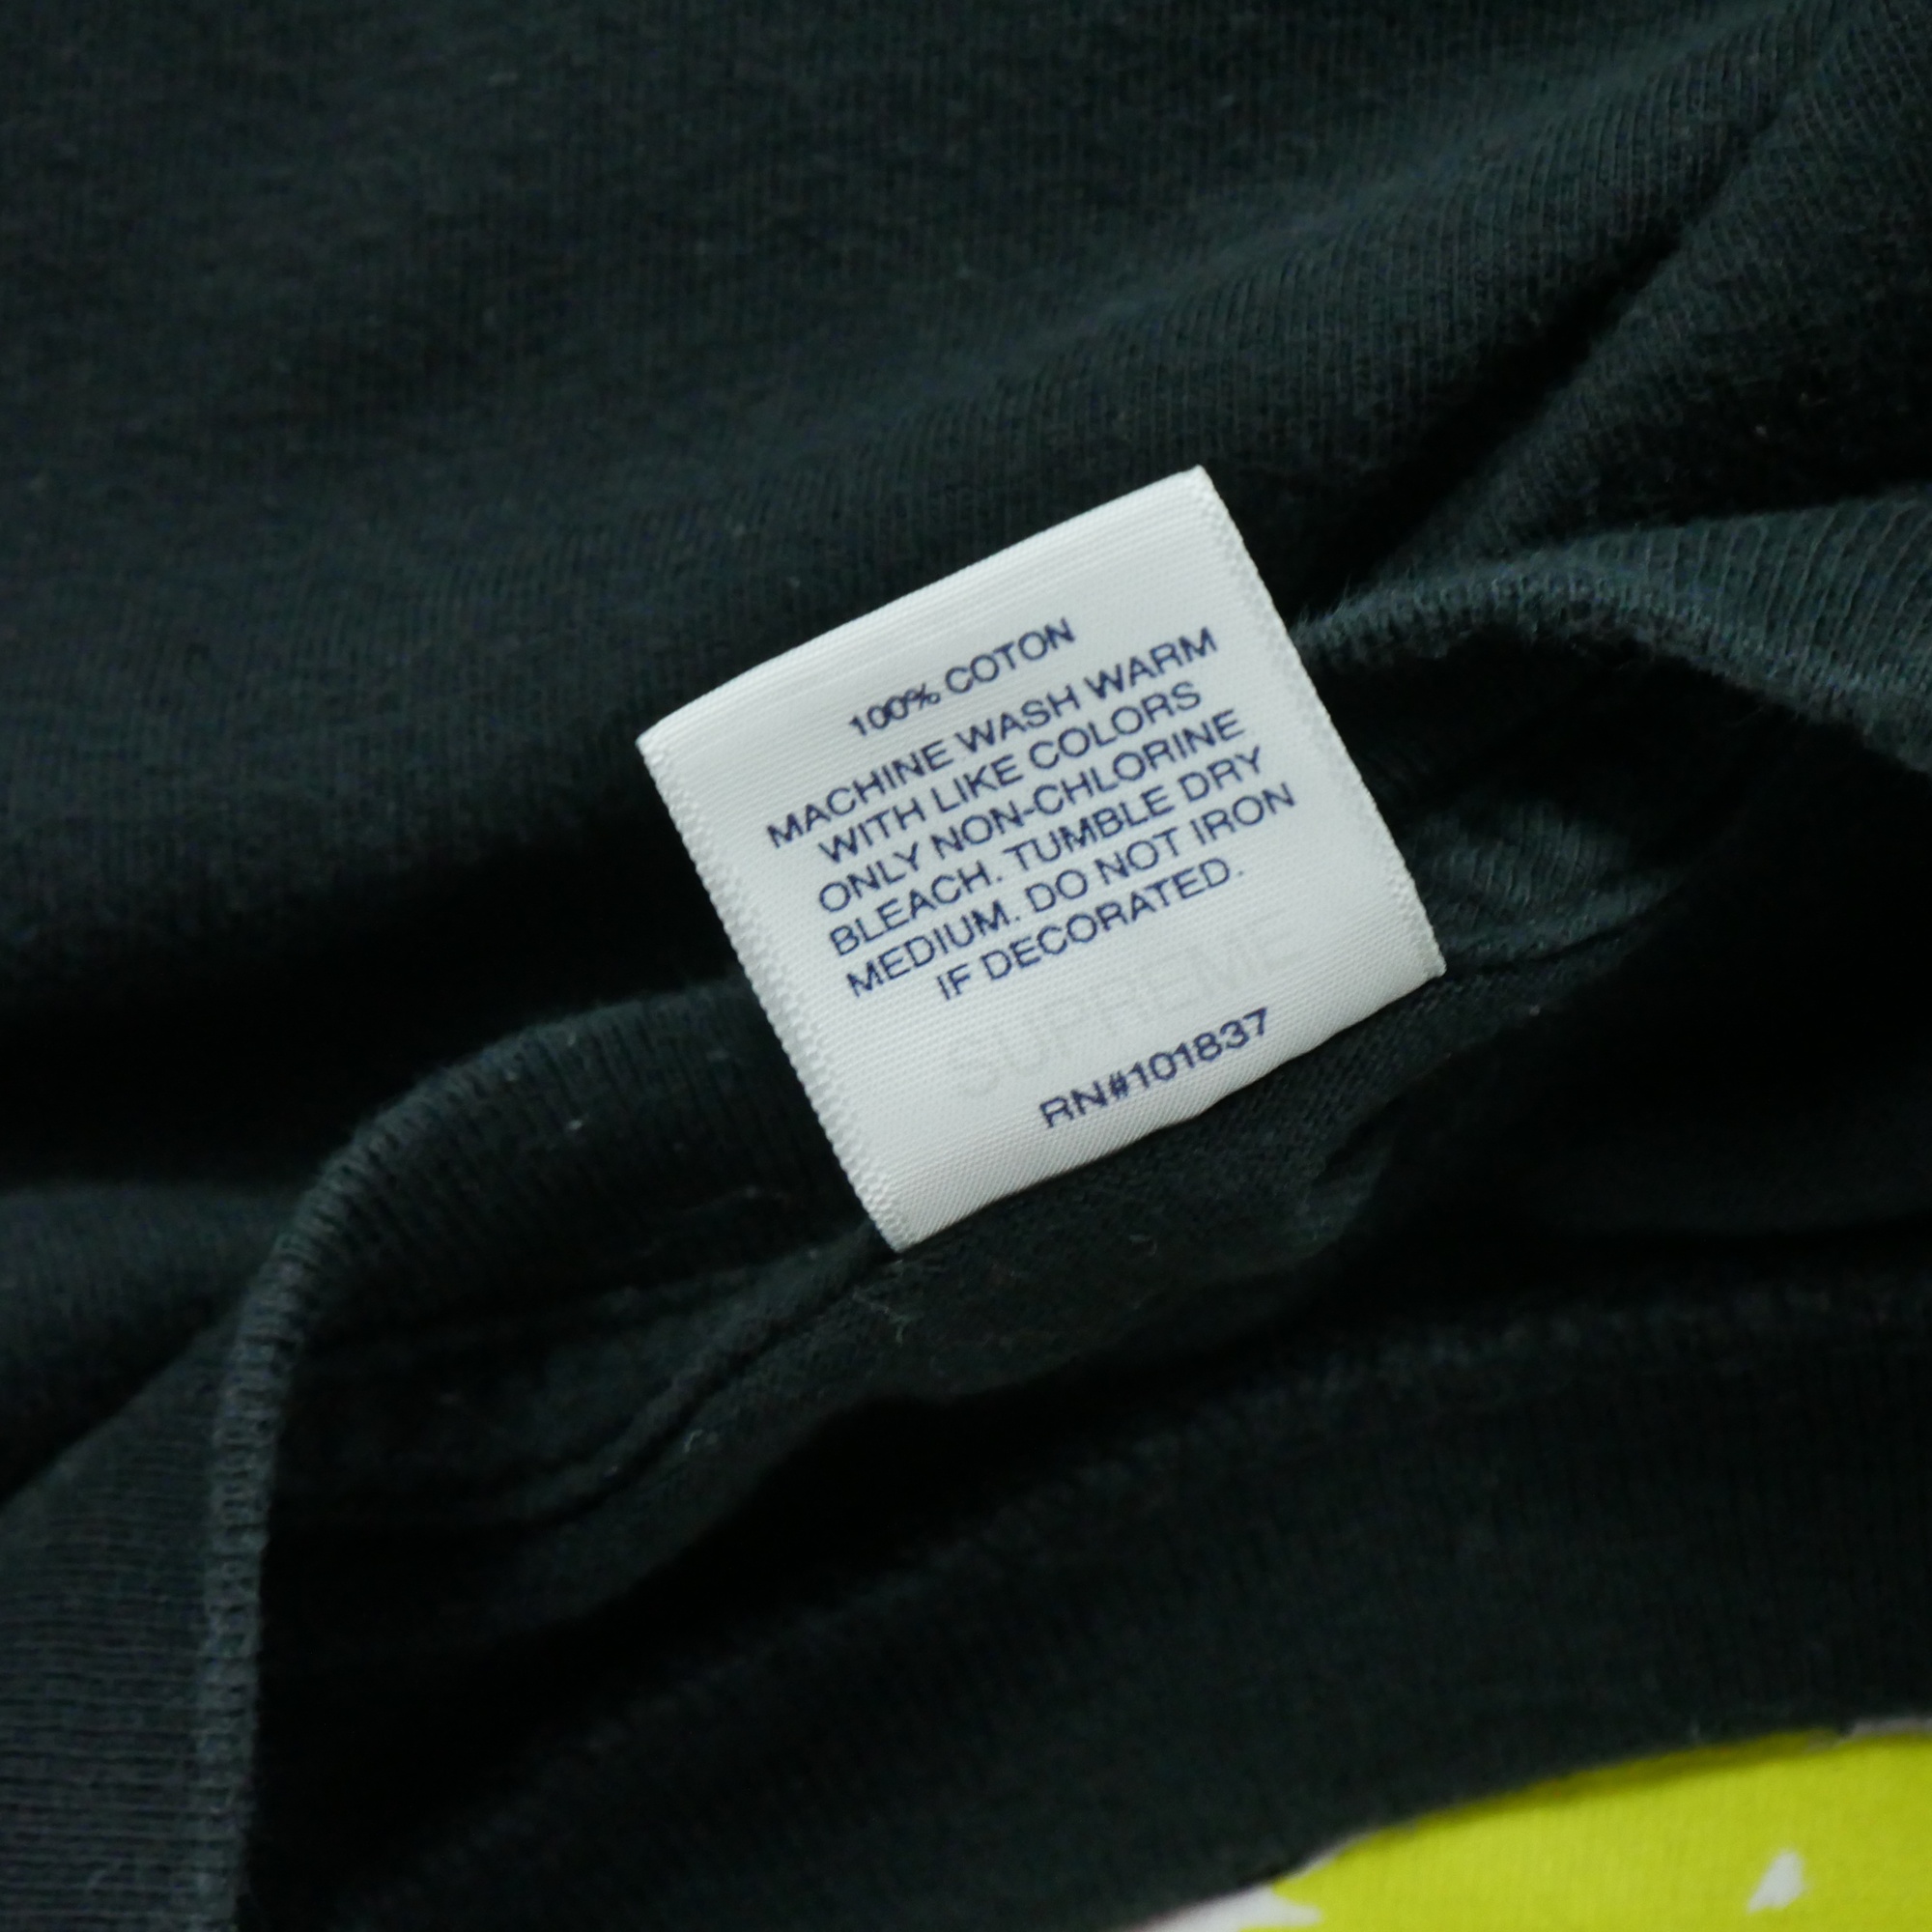 100% COTON
MACHINE WASH WARM
WITH LIKE COLORS
ONLY NON-CHLORINE
BLEACH. TUMBLE DRY
MEDIUM. DO NOT IRON
IF DECORATED.
SUPREME
RN#101837